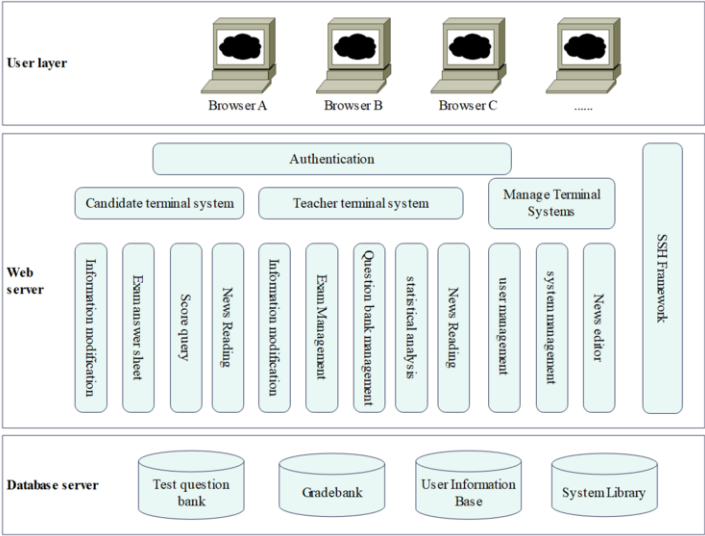 User layer
Browser A
Browser B
Browser C
......
Web
server
Authentication
Candidate terminal system
Teacher terminal system
Manage Terminal
Systems
Information modification
Exam answer sheet
Score query
News Reading
Information modification
Exam Management
Question bank management
statistical analysis
News Reading
user management
system management
News editor
SSH Framework
Database server
Test question
bank
Gradebank
User Information
Base
System Library